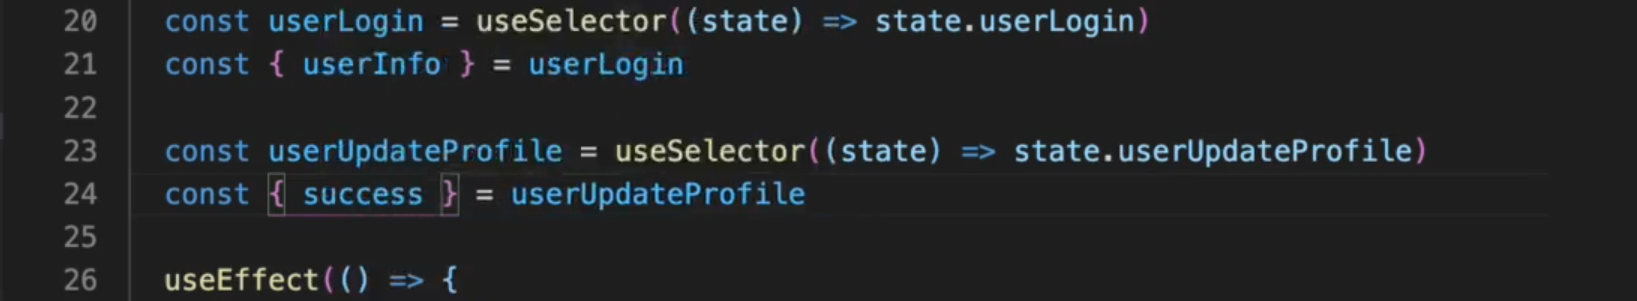 20 const userLogin = useSelector((state) => state.userLogin)
21 const { userInfo } = userLogin
22
23 const userUpdateProfile = useSelector((state) => state.userUpdateProfile)
24 const { success } = userUpdateProfile
25
26 useEffect(() => {